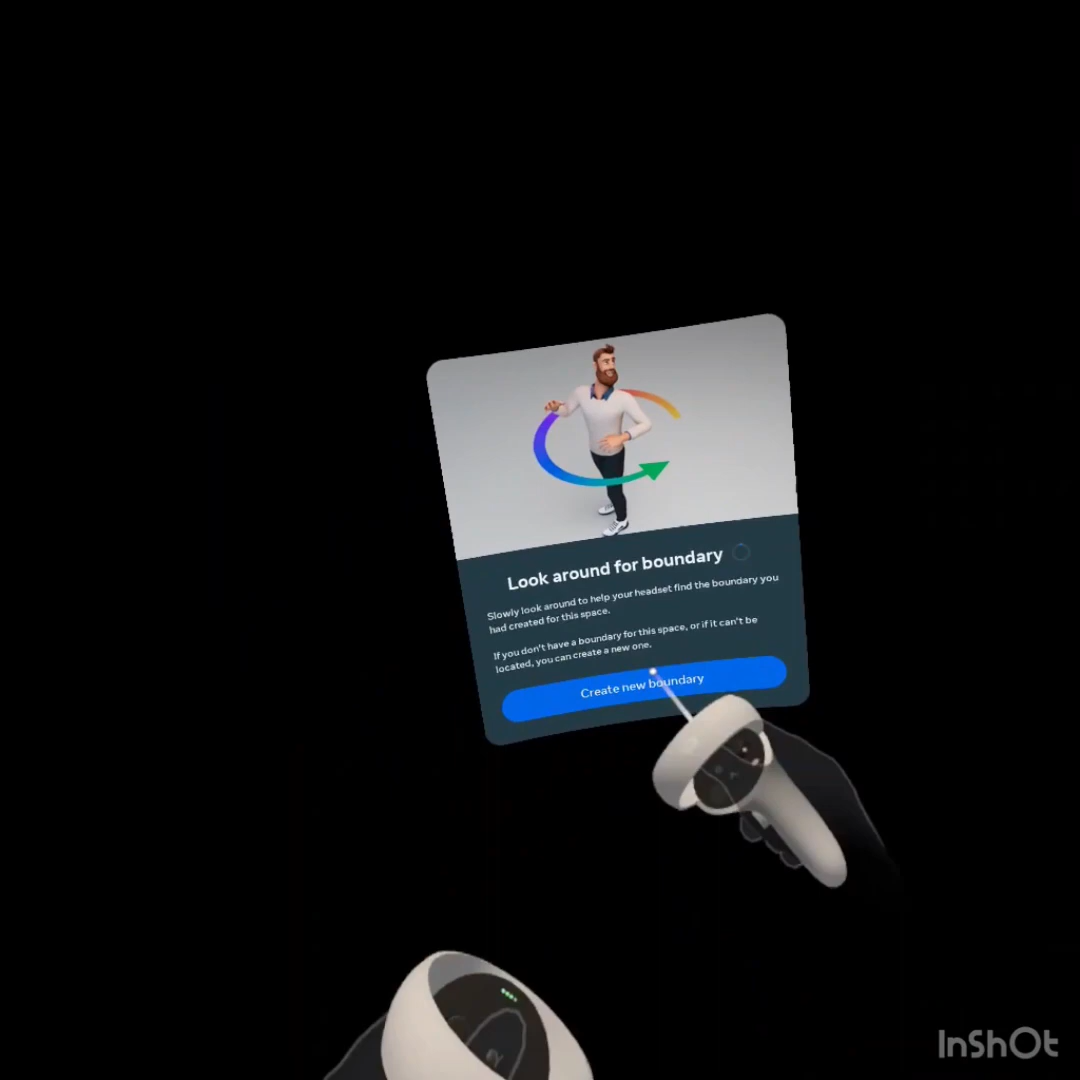 Look around for boundary
Slowly look around to help your headset find the boundary you
had created for this space.
If you don't have a boundary for this space, or if it can't be
located, you can create a new one.
Create new boundary
InShOt